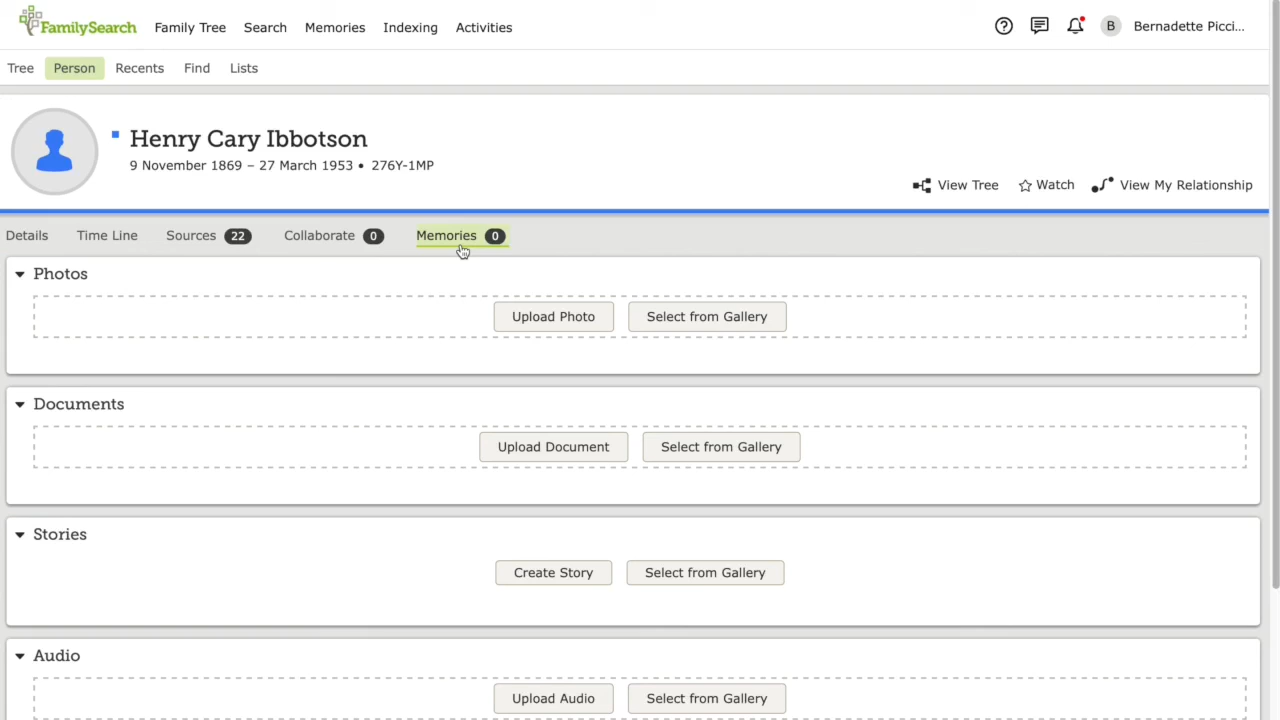 FamilySearch Family Tree Search Memories Indexing Activities B Bernadette Picci...
Tree Person Recents Find Lists
Henry Cary Ibbotson
9 November 1869 – 27 March 1953 • 276Y-1MP
View Tree Watch View My Relationship
Details Time Line Sources 22 Collaborate 0 Memories 0
Photos
Upload Photo Select from Gallery
Documents
Upload Document Select from Gallery
Stories
Create Story Select from Gallery
Audio
Upload Audio Select from Gallery